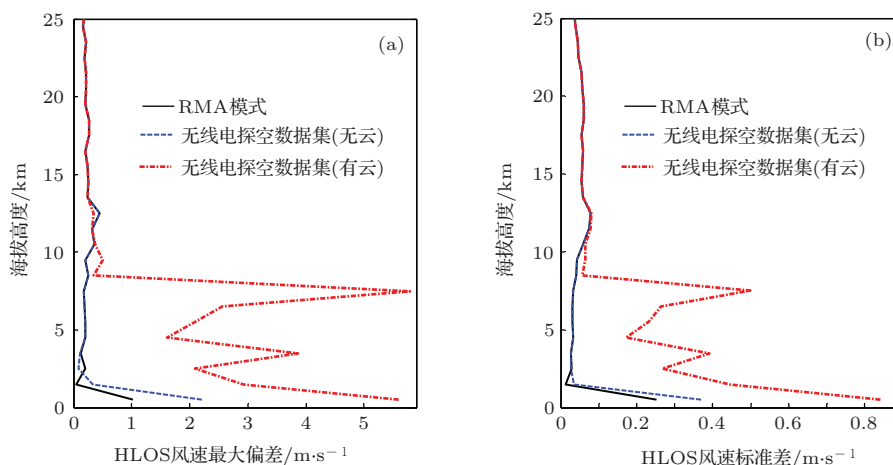 25
20
15
10
5
0
海拔高度/km
(a)
RMA模式
无线电探空数据集(无云)
无线电探空数据集(有云)
0 1 2 3 4 5
HLOS风速最大偏差/m·s⁻¹
25
20
15
10
5
0
海拔高度/km
(b)
RMA模式
无线电探空数据集(无云)
无线电探空数据集(有云)
0 0.2 0.4 0.6 0.8
HLOS风速标准差/m·s⁻¹